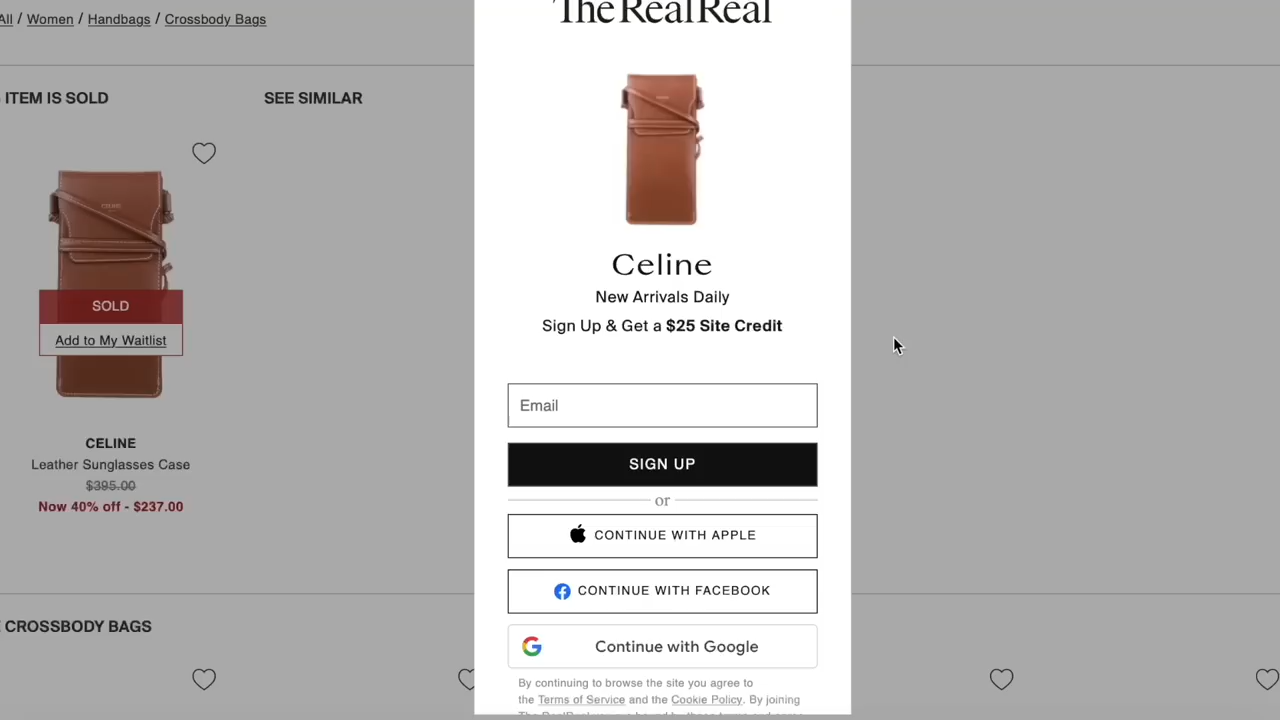 All / Women / Handbags / Crossbody Bags
ITEM IS SOLD
SEE SIMILAR
CELINE
SOLD
Add to My Waitlist
CELINE
Leather Sunglasses Case
$395.00
Now 40% off - $237.00
CROSSBODY BAGS
TheRealReal
Celine
New Arrivals Daily
Sign Up & Get a $25 Site Credit
Email
SIGN UP
or
CONTINUE WITH APPLE
CONTINUE WITH FACEBOOK
Continue with Google
By continuing to browse the site you agree to
the Terms of Service and the Cookie Policy. By joining